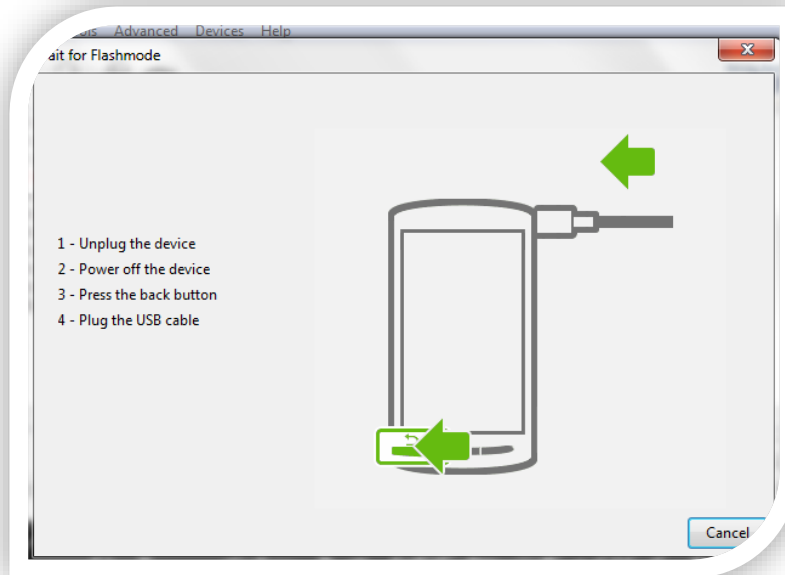 Advanced Devices Help
ait for Flashmode
1 - Unplug the device
2 - Power off the device
3 - Press the back button
4 - Plug the USB cable
Cancel